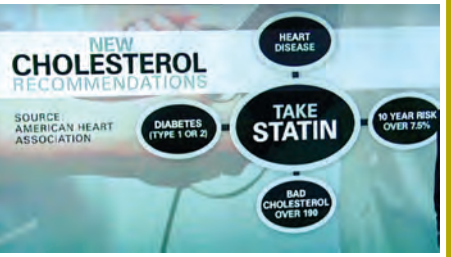 NEW
CHOLESTEROL
RECOMMENDATIONS
SOURCE:
AMERICAN HEART
ASSOCIATION
HEART
DISEASE
DIABETES
(TYPE 1 OR 2)
TAKE
STATIN
10 YEAR RISK
OVER 7.5%
BAD
CHOLESTEROL
OVER 190